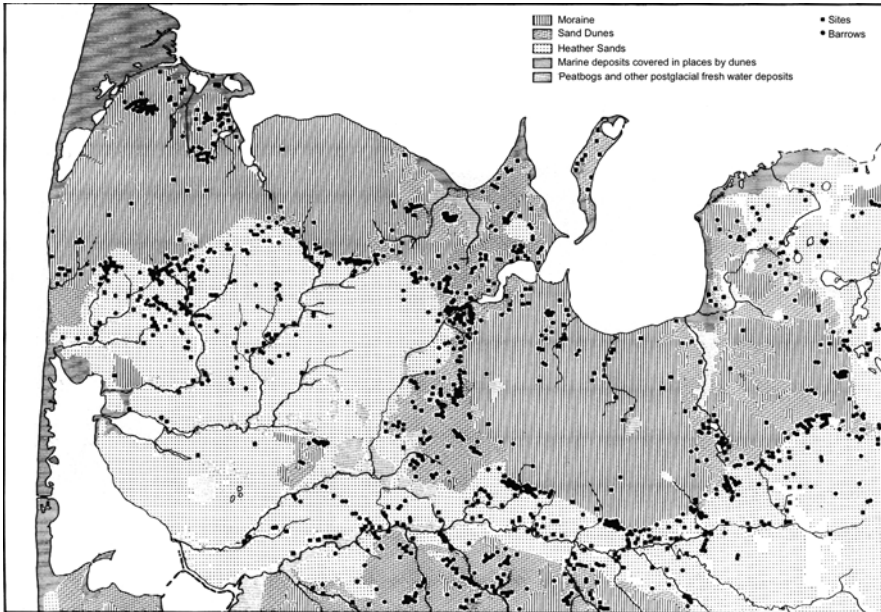 Moraine
Sand Dunes
Heather Sands
Marine deposits covered in places by dunes
Peatbogs and other postglacial fresh water deposits
Sites
Barrows